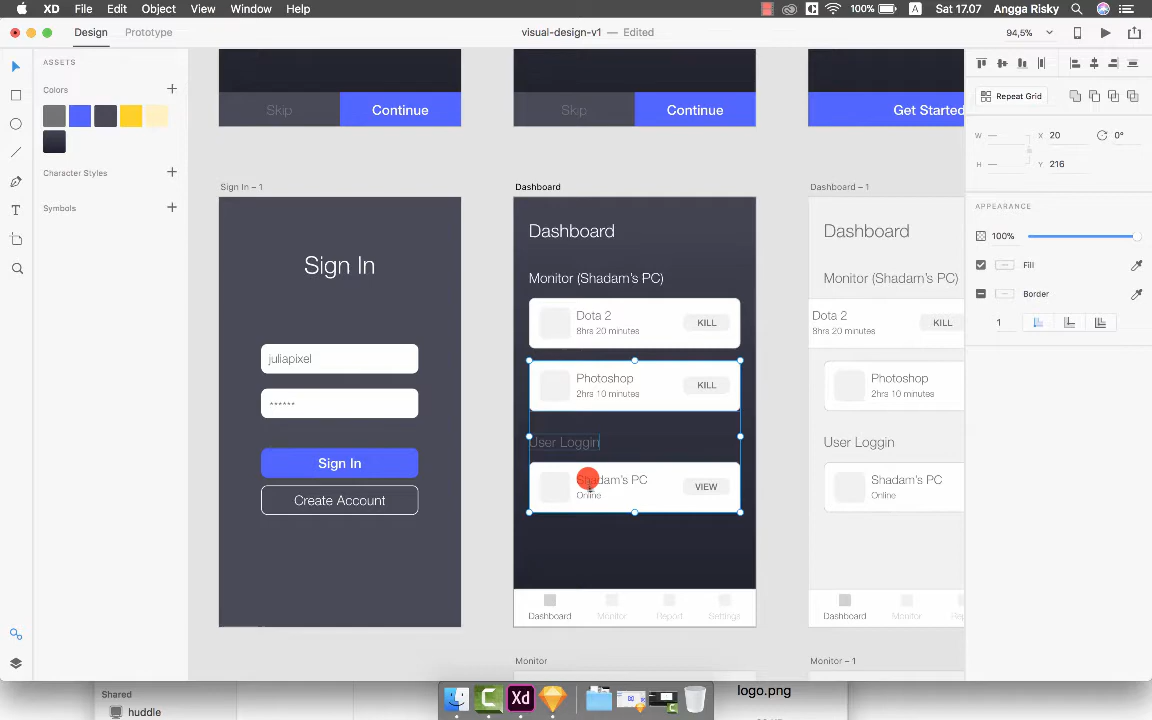 XD File Edit Object View Window Help
100% A Sat 17.07 Angga Risky
Design Prototype
visual-design-v1 — Edited
94,5%
ASSETS
Colors
Character Styles
Symbols
Skip Continue
Skip Continue
Get Started
Sign In – 1
Sign In
juliapixel
******
Sign In
Create Account
Dashboard
Dashboard
Monitor (Shadam's PC)
Dota 2
8hrs 20 minutes
KILL
Photoshop
2hrs 10 minutes
KILL
User Loggin
Shadam's PC
Online
VIEW
Dashboard Monitor Report Settings
Dashboard – 1
Dashboard
Monitor (Shadam's PC)
Dota 2
8hrs 20 minutes
KILL
Photoshop
2hrs 10 minutes
User Loggin
Shadam's PC
Online
Dashboard Monitor
Monitor
Monitor – 1
Repeat Grid
W — X 20 0°
H — Y 216
APPEARANCE
100%
Fill
Border
1
Shared
huddle
Xd
logo.png